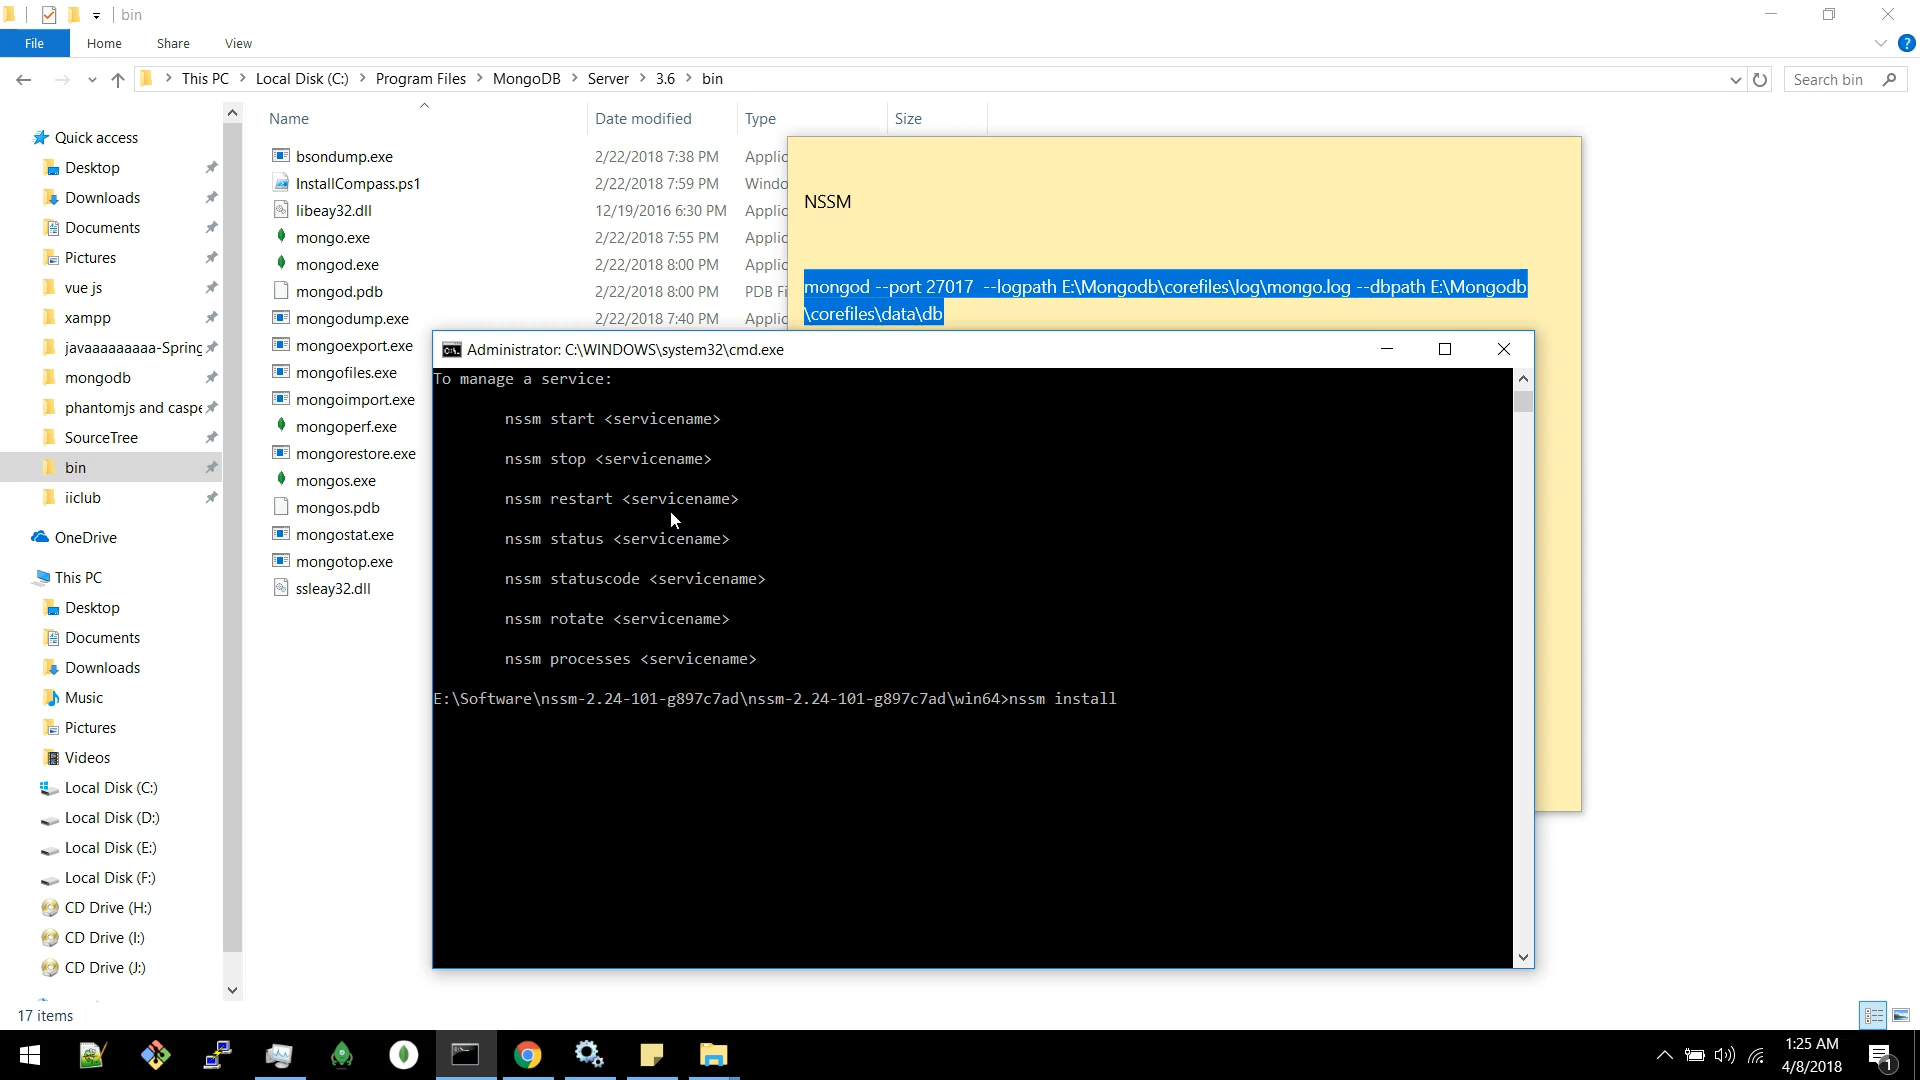 bin
File
Home
Share
View
This PC > Local Disk (C:) > Program Files > MongoDB > Server > 3.6 > bin
Search bin
Quick access
Desktop
Downloads
Documents
Pictures
vue js
xampp
javaaaaaaaaa-Spring
mongodb
phantomjs and caspe
SourceTree
bin
iiclub
OneDrive
This PC
Desktop
Documents
Downloads
Music
Pictures
Videos
Local Disk (C:)
Local Disk (D:)
Local Disk (E:)
Local Disk (F:)
CD Drive (H:)
CD Drive (I:)
CD Drive (J:)
Name Date modified Type Size
bsondump.exe 2/22/2018 7:38 PM Applic
InstallCompass.ps1 2/22/2018 7:59 PM Windo
libeay32.dll 12/19/2016 6:30 PM Applic
mongo.exe 2/22/2018 7:55 PM Applic
mongod.exe 2/22/2018 8:00 PM Applic
mongod.pdb 2/22/2018 8:00 PM PDB Fi
mongodump.exe 2/22/2018 7:40 PM Applic
mongoexport.exe
mongofiles.exe
mongoimport.exe
mongoperf.exe
mongorestore.exe
mongos.exe
mongos.pdb
mongostat.exe
mongotop.exe
ssleay32.dll
NSSM
mongod --port 27017  --logpath E:\Mongodb\corefiles\log\mongo.log --dbpath E:\Mongodb
\corefiles\data\db
Administrator: C:\WINDOWS\system32\cmd.exe
To manage a service:
nssm start <servicename>
nssm stop <servicename>
nssm restart <servicename>
nssm status <servicename>
nssm statuscode <servicename>
nssm rotate <servicename>
nssm processes <servicename>
E:\Software\nssm-2.24-101-g897c7ad\nssm-2.24-101-g897c7ad\win64>nssm install
17 items
1:25 AM
4/8/2018
1